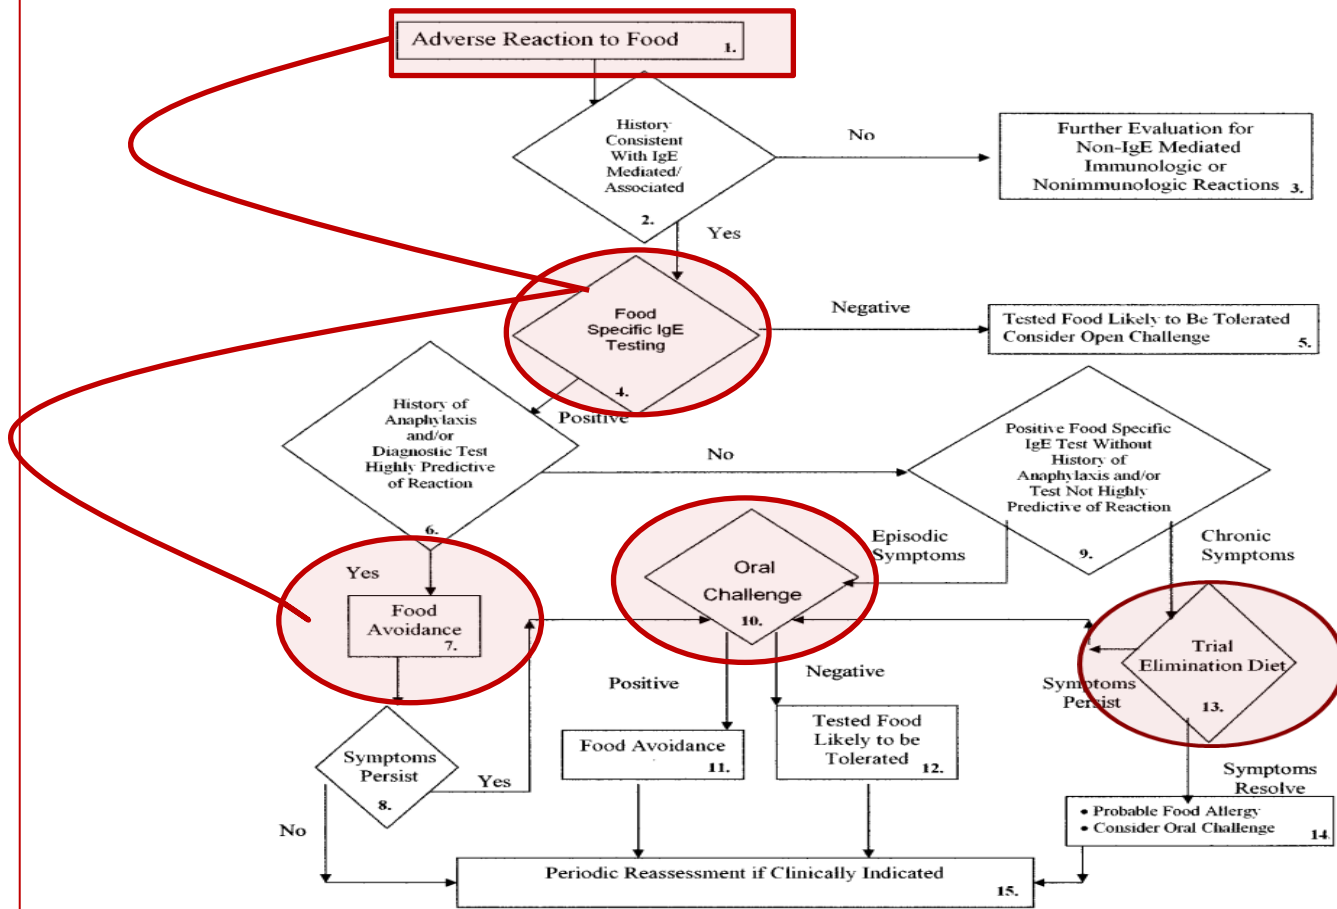 Adverse Reaction to Food 1.
History
Consistent
With IgE
Mediated/
Associated
2.
No
Further Evaluation for
Non-IgE Mediated
Immunologic or
Nonimmunologic Reactions 3.
Yes
Food
Specific IgE
Testing
4.
Negative
Tested Food Likely to Be Tolerated
Consider Open Challenge 5.
Positive
History of
Anaphylaxis
and/or
Diagnostic Test
Highly Predictive
of Reaction
6.
No
Positive Food Specific
IgE Test Without
History of
Anaphylaxis and/or
Test Not Highly
Predictive of Reaction
9.
Yes
Food
Avoidance
7.
Episodic
Symptoms
Chronic
Symptoms
Oral
Challenge
10.
Trial
Elimination Diet
13.
Symptoms
Persist
Positive
Negative
Symptoms
Persist
8.
Yes
No
Food Avoidance
11.
Tested Food
Likely to be
Tolerated 12.
Symptoms
Resolve
• Probable Food Allergy
• Consider Oral Challenge 14.
Periodic Reassessment if Clinically Indicated
15.